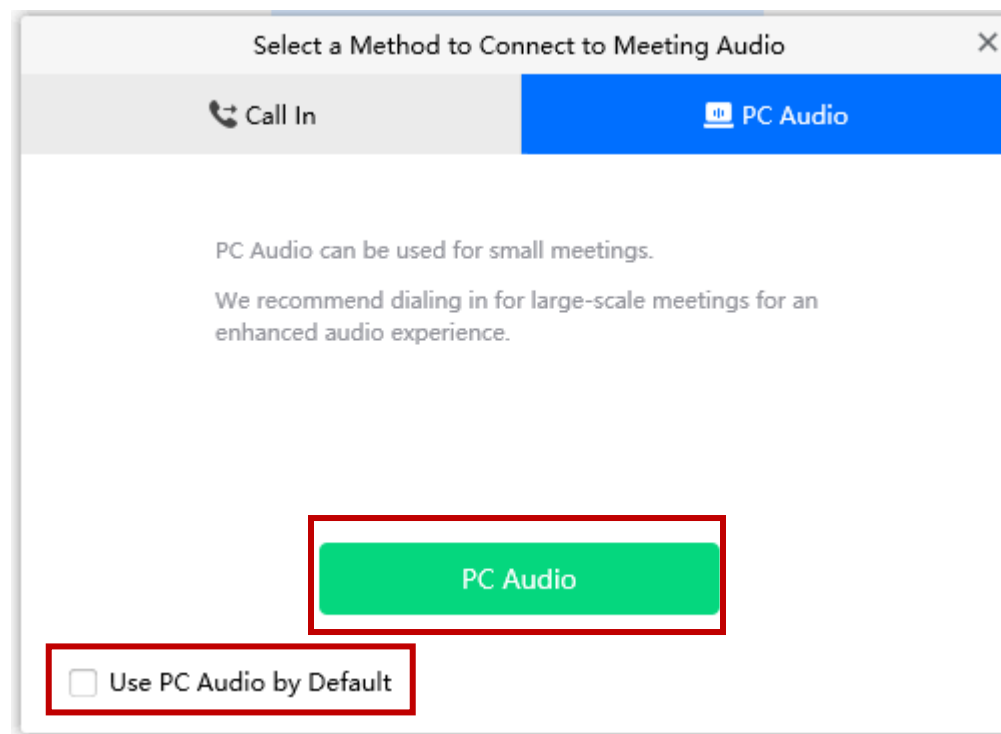 Select a Method to Connect to Meeting Audio
Call In
PC Audio
PC Audio can be used for small meetings.
We recommend dialing in for large-scale meetings for an
enhanced audio experience.
PC Audio
Use PC Audio by Default